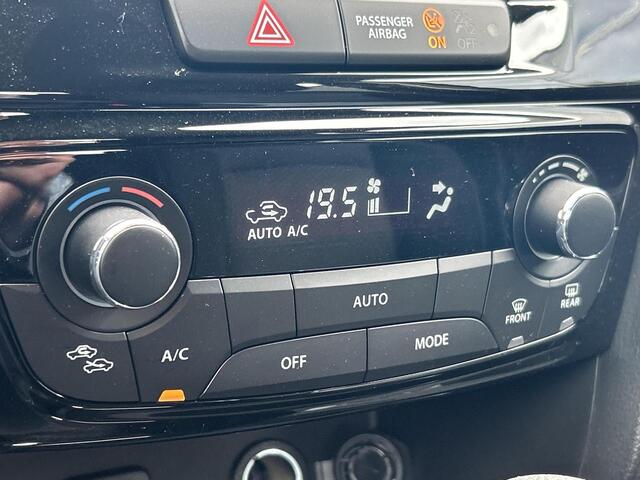 PASSENGER
AIRBAG
ON
OFF
19.5
AUTO A/C
AUTO
FRONT
REAR
A/C
OFF
MODE